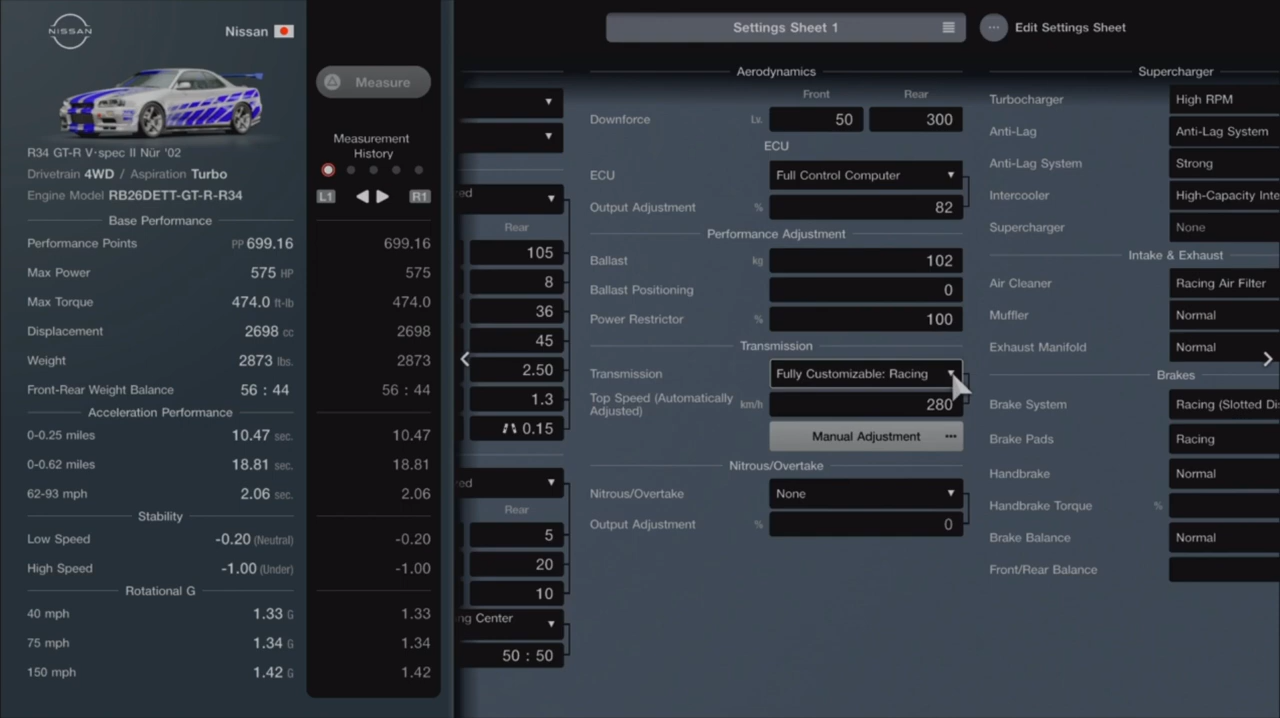 NISSAN
Nissan
R34 GT-R V·spec II Nür '02
Drivetrain 4WD / Aspiration Turbo
Engine Model RB26DETT-GT-R-R34
Base Performance
Performance Points PP 699.16
Max Power 575 HP
Max Torque 474.0 ft-lb
Displacement 2698 cc
Weight 2873 lbs.
Front-Rear Weight Balance 56 : 44
Acceleration Performance
0-0.25 miles 10.47 sec.
0-0.62 miles 18.81 sec.
62-93 mph 2.06 sec.
Stability
Low Speed -0.20 (Neutral)
High Speed -1.00 (Under)
Rotational G
40 mph 1.33 G
75 mph 1.34 G
150 mph 1.42 G
Measure
Measurement
History
L1 R1
699.16
575
474.0
2698
2873
56 : 44
10.47
18.81
2.06
-0.20
-1.00
1.33
1.34
1.42
Settings Sheet 1
Edit Settings Sheet
ed
Rear
105
8
36
45
2.50
1.3
0.15
ed
Rear
5
20
10
ng Center
50 : 50
Aerodynamics
Front Rear
Downforce Lv. 50 300
ECU
ECU Full Control Computer
Output Adjustment % 82
Performance Adjustment
Ballast kg 102
Ballast Positioning 0
Power Restrictor % 100
Transmission
Transmission Fully Customizable: Racing
Top Speed (Automatically
Adjusted) km/h 280
Manual Adjustment
Nitrous/Overtake
Nitrous/Overtake None
Output Adjustment % 0
Supercharger
Turbocharger High RPM
Anti-Lag Anti-Lag System
Anti-Lag System Strong
Intercooler High-Capacity Inte
Supercharger None
Intake & Exhaust
Air Cleaner Racing Air Filter
Muffler Normal
Exhaust Manifold Normal
Brakes
Brake System Racing (Slotted Di
Brake Pads Racing
Handbrake Normal
Handbrake Torque %
Brake Balance Normal
Front/Rear Balance